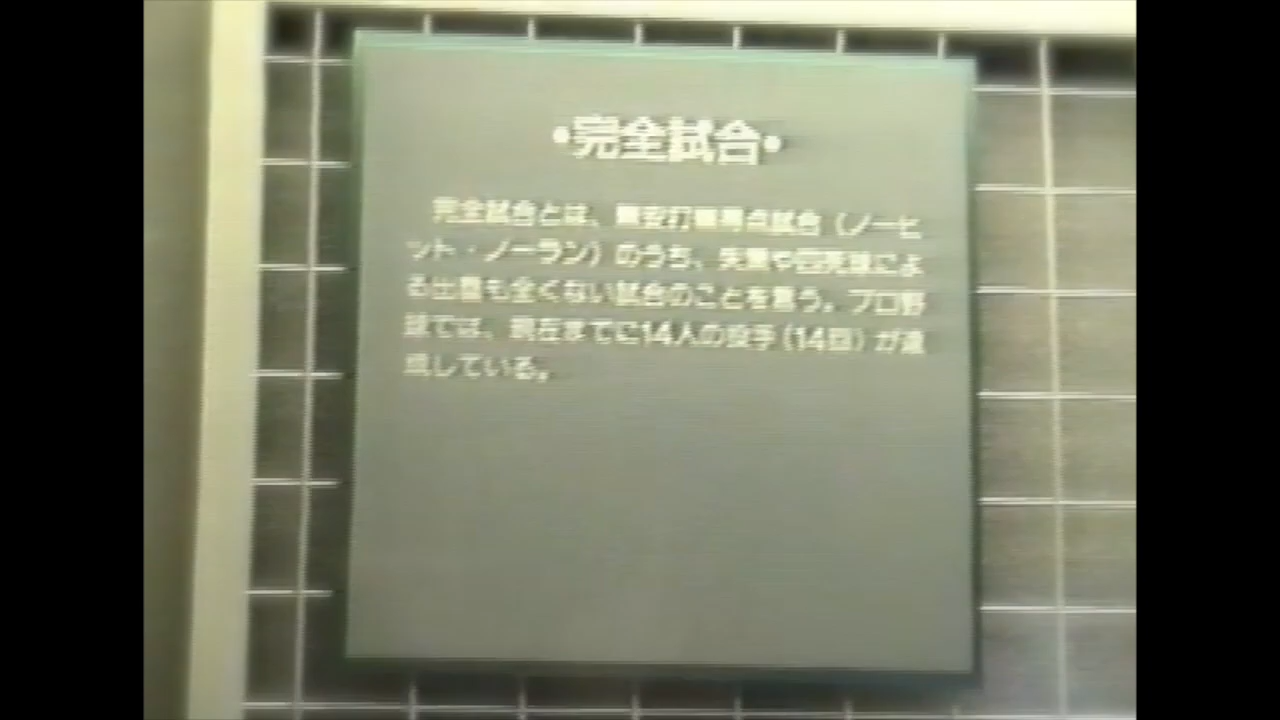 ・完全試合・
完全試合とは、無安打無得点試合（ノーヒ
ット・ノーラン）のうち、失策や四死球によ
る出塁も全くない試合のことを言う。プロ野
球では、現在までに14人の投手（14回）が達
成している。